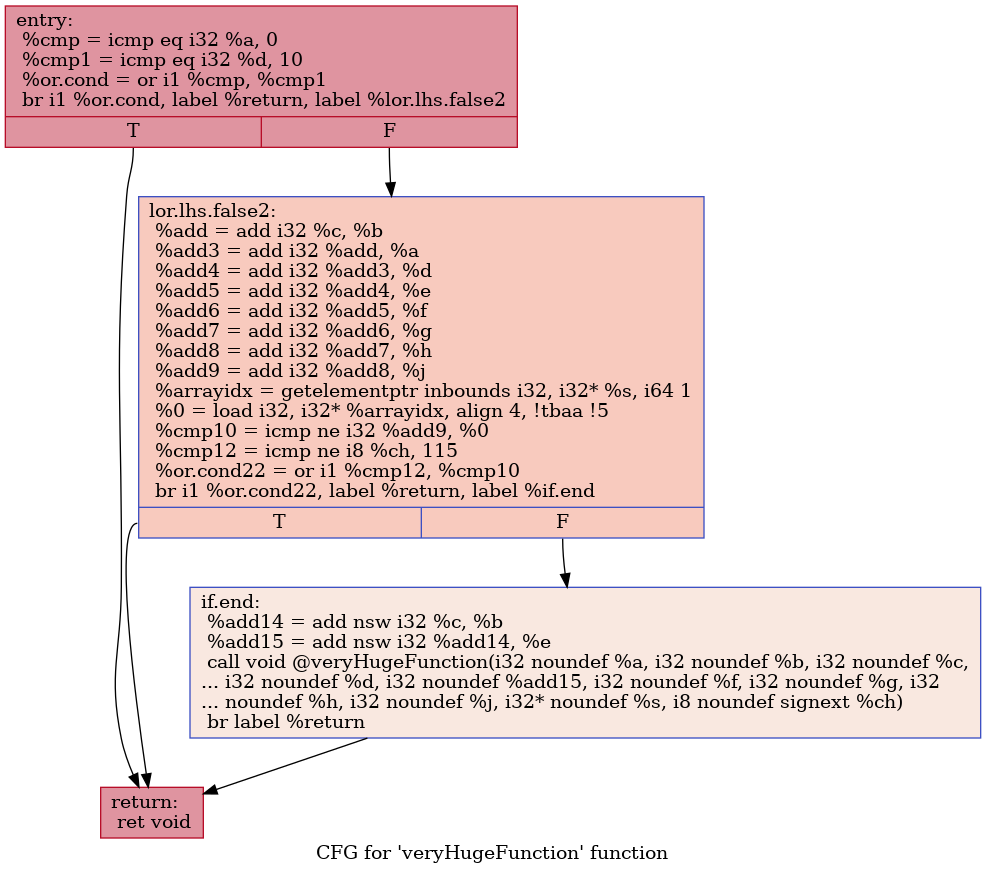 entry:
%cmp = icmp eq i32 %a, 0
%cmp1 = icmp eq i32 %d, 10
%or.cond = or i1 %cmp, %cmp1
br i1 %or.cond, label %return, label %lor.lhs.false2
T F
lor.lhs.false2:
%add = add i32 %c, %b
%add3 = add i32 %add, %a
%add4 = add i32 %add3, %d
%add5 = add i32 %add4, %e
%add6 = add i32 %add5, %f
%add7 = add i32 %add6, %g
%add8 = add i32 %add7, %h
%add9 = add i32 %add8, %j
%arrayidx = getelementptr inbounds i32, i32* %s, i64 1
%0 = load i32, i32* %arrayidx, align 4, !tbaa !5
%cmp10 = icmp ne i32 %add9, %0
%cmp12 = icmp ne i8 %ch, 115
%or.cond22 = or i1 %cmp12, %cmp10
br i1 %or.cond22, label %return, label %if.end
T F
if.end:
%add14 = add nsw i32 %c, %b
%add15 = add nsw i32 %add14, %e
call void @veryHugeFunction(i32 noundef %a, i32 noundef %b, i32 noundef %c,
... i32 noundef %d, i32 noundef %add15, i32 noundef %f, i32 noundef %g, i32
... noundef %h, i32 noundef %j, i32* noundef %s, i8 noundef signext %ch)
br label %return
return:
ret void
CFG for 'veryHugeFunction' function